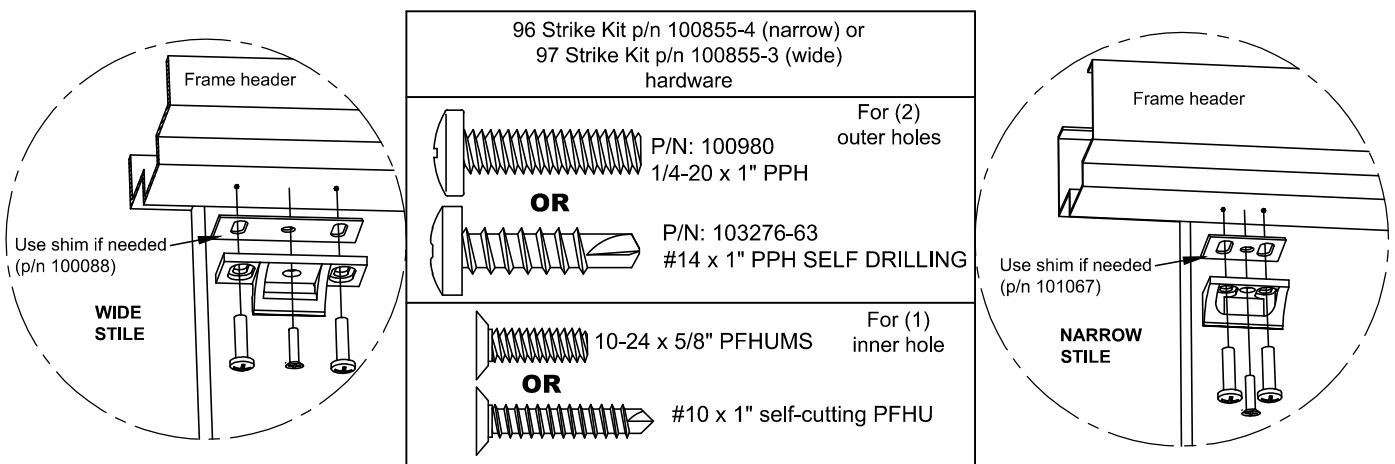 Frame header
Use shim if needed
(p/n 100088)
WIDE
STILE
96 Strike Kit p/n 100855-4 (narrow) or
97 Strike Kit p/n 100855-3 (wide)
hardware
For (2)
outer holes
P/N: 100980
1/4-20 x 1" PPH
OR
P/N: 103276-63
#14 x 1" PPH SELF DRILLING
For (1)
inner hole
10-24 x 5/8" PFHUMS
OR
#10 x 1" self-cutting PFHU
Frame header
Use shim if needed
(p/n 101067)
NARROW
STILE